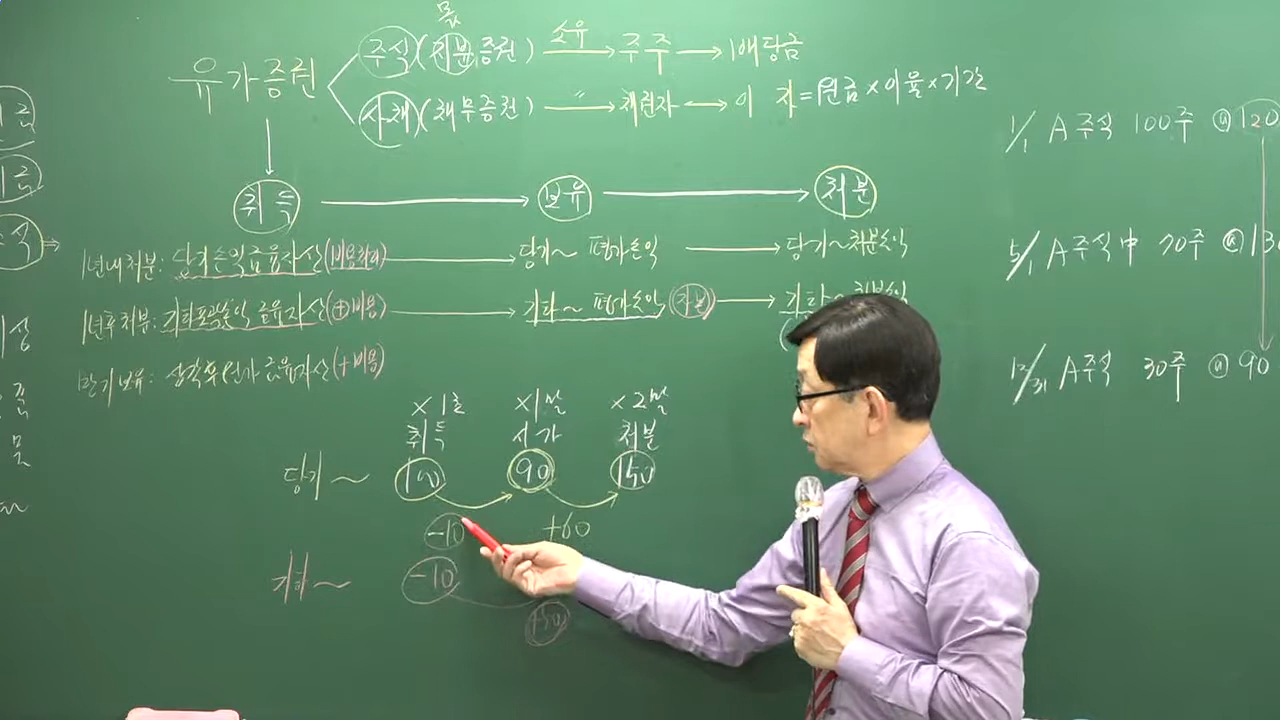 몫
유가증권
주식(지분증권) 소유 주주 → 배당금
사채(채무증권) 〃 채권자 ↔ 이 자=원금×이율×기간
취득 보유 처분
1년내 처분: 당기손익금융자산(비용처리) 당기~ 평가손익 당기~처분손익
1년후 처분: 기타포괄손익 금융자산(+비용) 기타~ 평가손익(자본) 기타~처분손익
만기보유: 상각후원가 금융자산(+비용)
×1초 ×1말 ×2말
취득 시가 처분
당기~ 100 90 150
-10 +60
기타~ -10
+50
1/1 A주식 100주 @120
5/1 A주식中 70주 @13
12/31 A주식 30주 @90